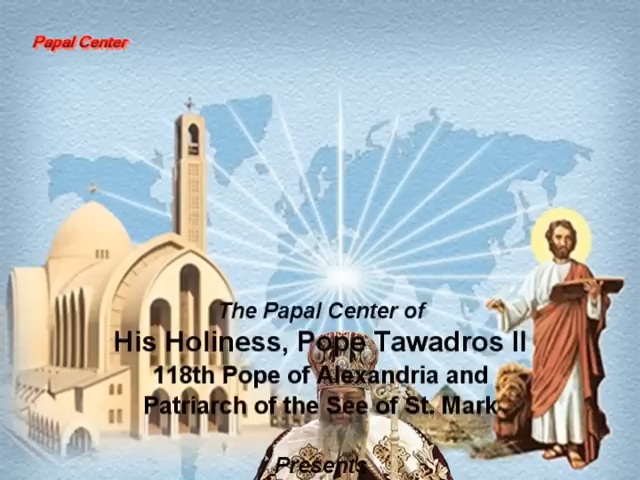 Papal Center
The Papal Center of
His Holiness, Pope Tawadros II
118th Pope of Alexandria and
Patriarch of the See of St. Mark
Presents